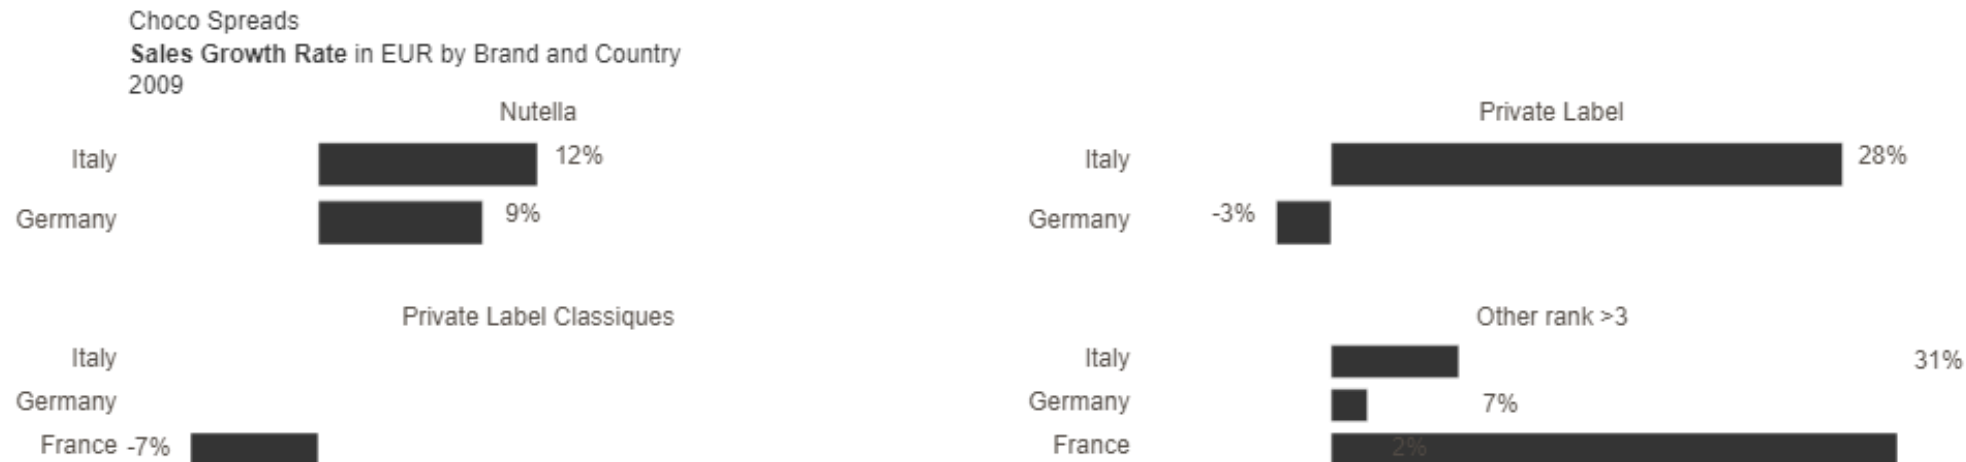 Choco Spreads
Sales Growth Rate in EUR by Brand and Country
2009
Nutella
Italy 12%
Germany 9%
Private Label
Italy 28%
Germany -3%
Private Label Classiques
Italy
Germany
France -7%
Other rank >3
Italy 31%
Germany 7%
France 2%